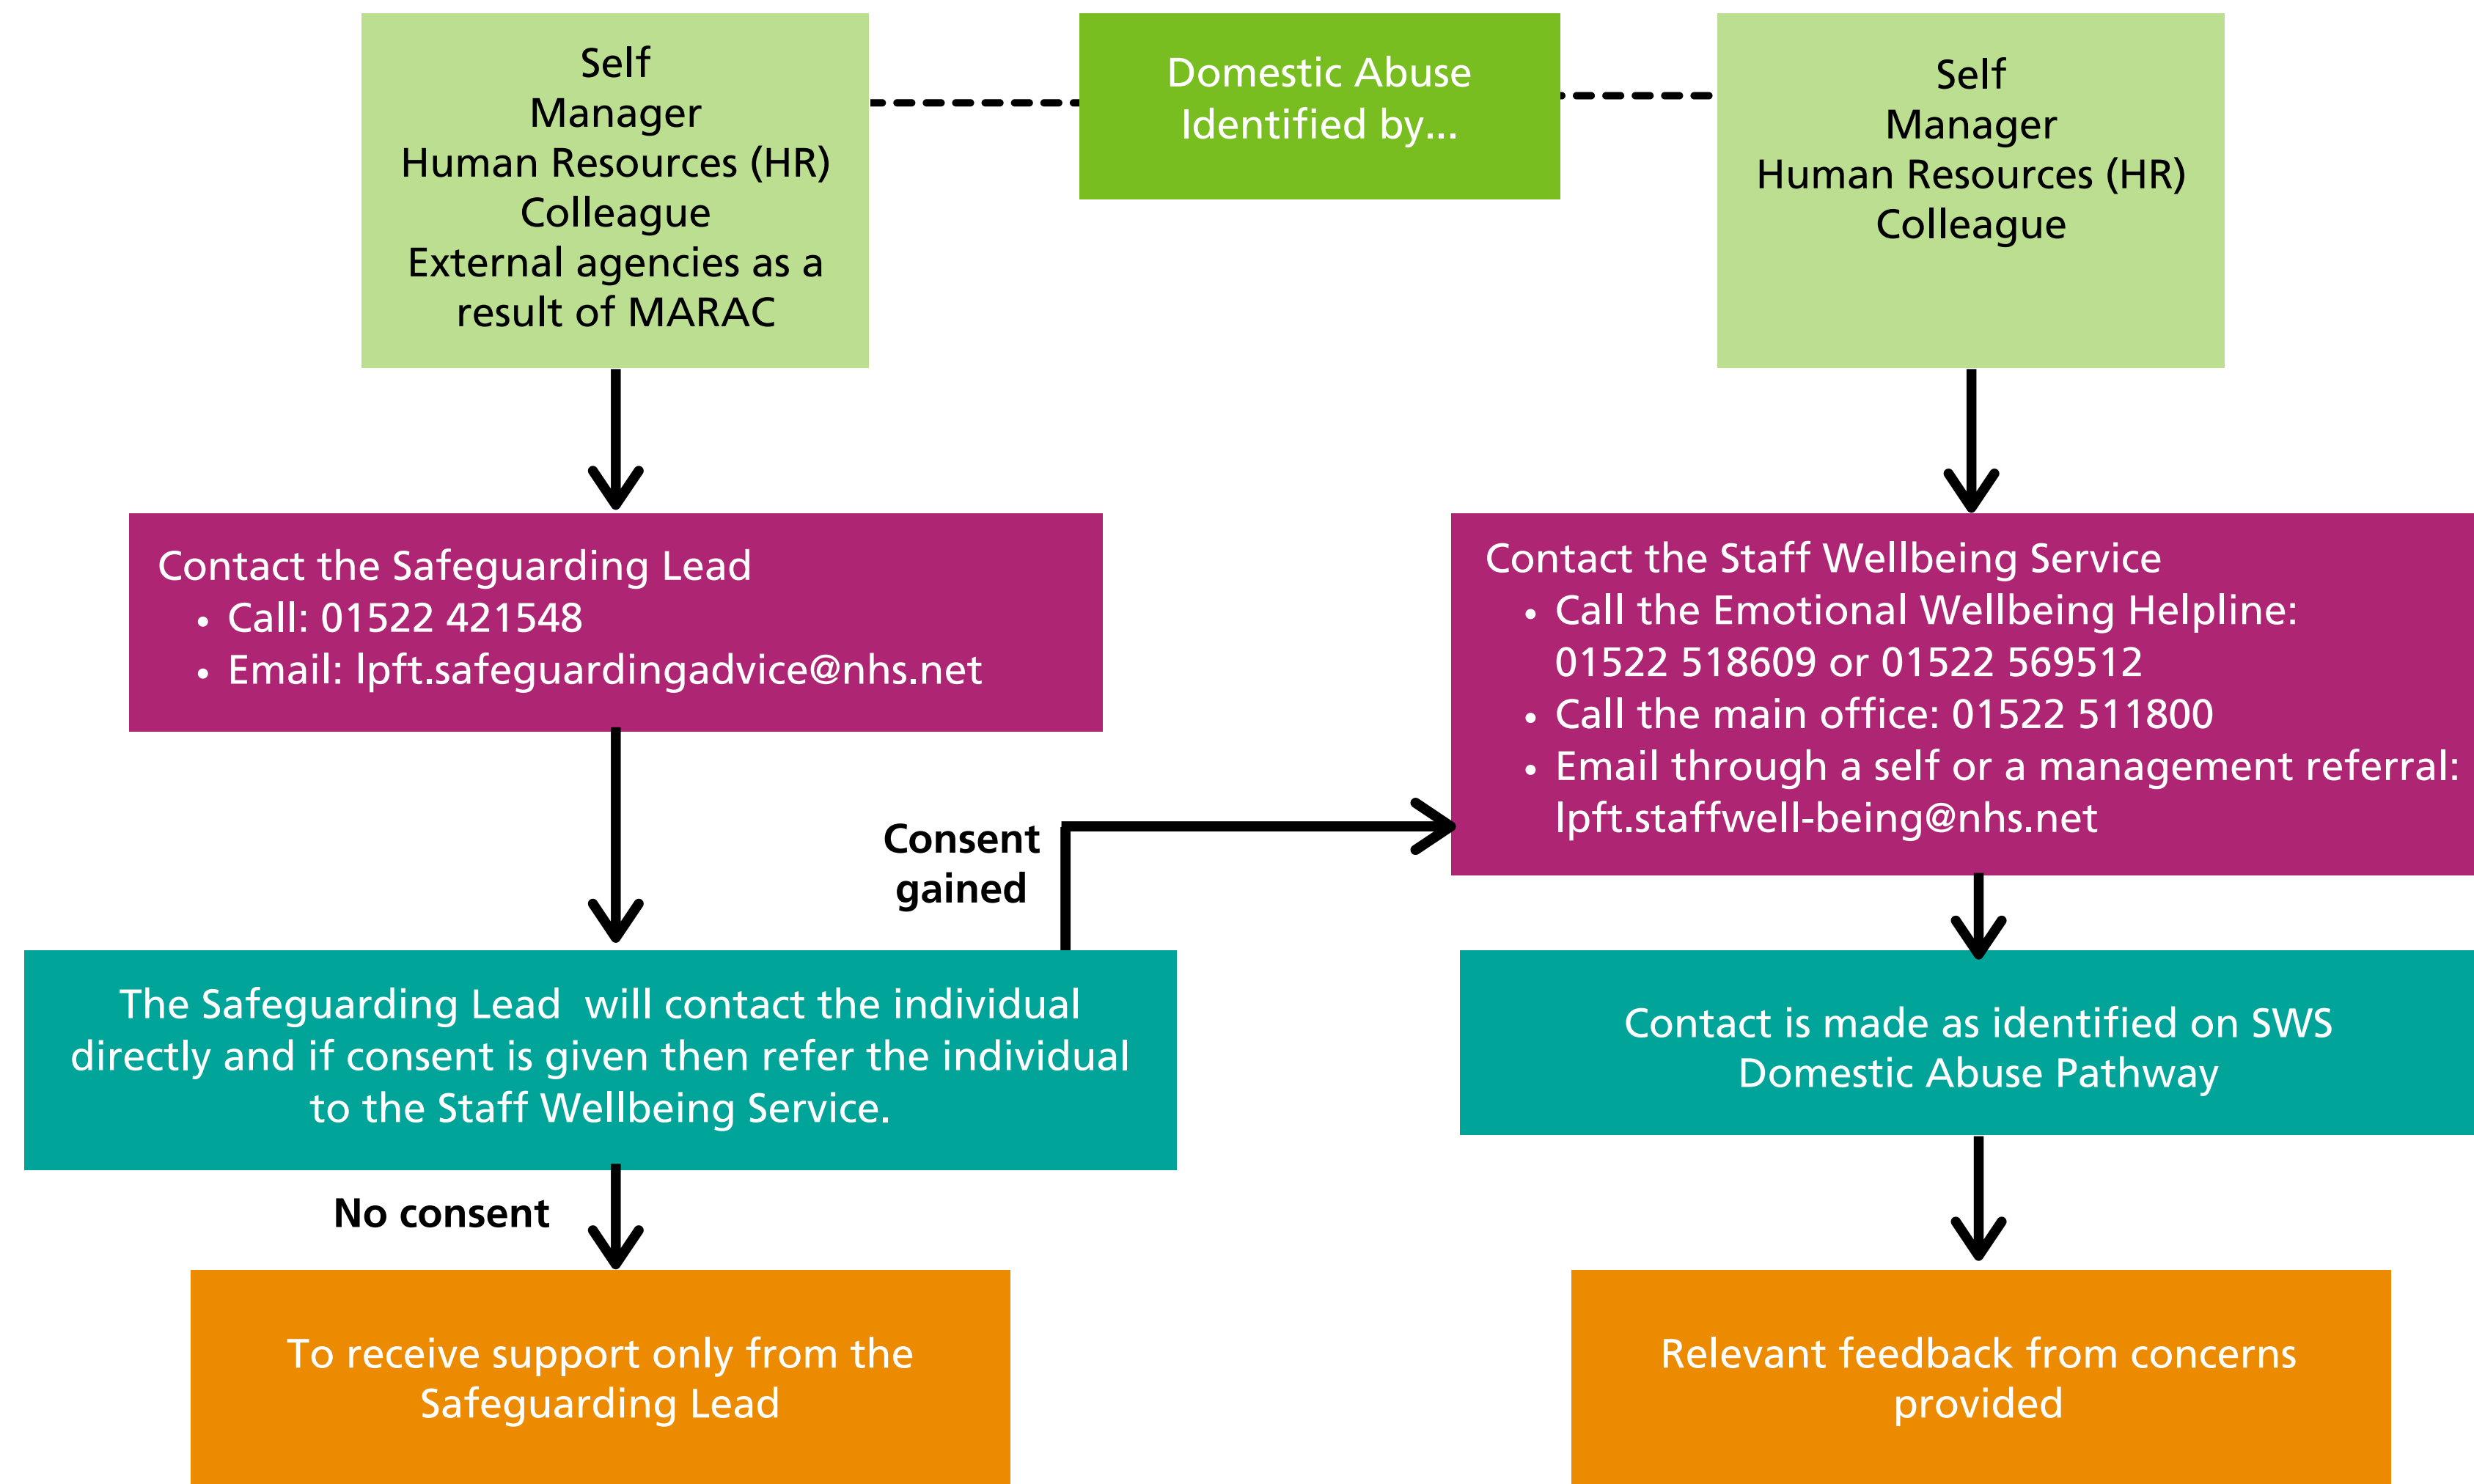 Self
Manager
Human Resources (HR)
Colleague
External agencies as a
result of MARAC
Domestic Abuse
Identified by...
Self
Manager
Human Resources (HR)
Colleague
Contact the Safeguarding Lead
• Call: 01522 421548
• Email: lpft.safeguardingadvice@nhs.net
Contact the Staff Wellbeing Service
• Call the Emotional Wellbeing Helpline:
01522 518609 or 01522 569512
• Call the main office: 01522 511800
• Email through a self or a management referral:
lpft.staffwell-being@nhs.net
Consent
gained
The Safeguarding Lead  will contact the individual
directly and if consent is given then refer the individual
to the Staff Wellbeing Service.
Contact is made as identified on SWS
Domestic Abuse Pathway
No consent
To receive support only from the
Safeguarding Lead
Relevant feedback from concerns
provided